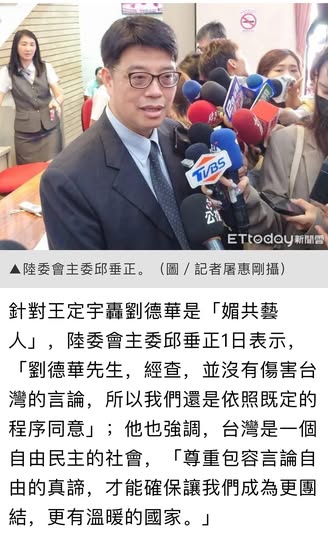 TVBS
公視
ETtoday新聞雲
▲陸委會主委邱垂正。（圖／記者屠惠剛攝）
針對王定宇轟劉德華是「媚共藝
人」，陸委會主委邱垂正1日表示，
「劉德華先生，經查，並沒有傷害台
灣的言論，所以我們還是依照既定的
程序同意」；他也強調，台灣是一個
自由民主的社會，「尊重包容言論自
由的真諦，才能確保讓我們成為更團
結，更有溫暖的國家。」